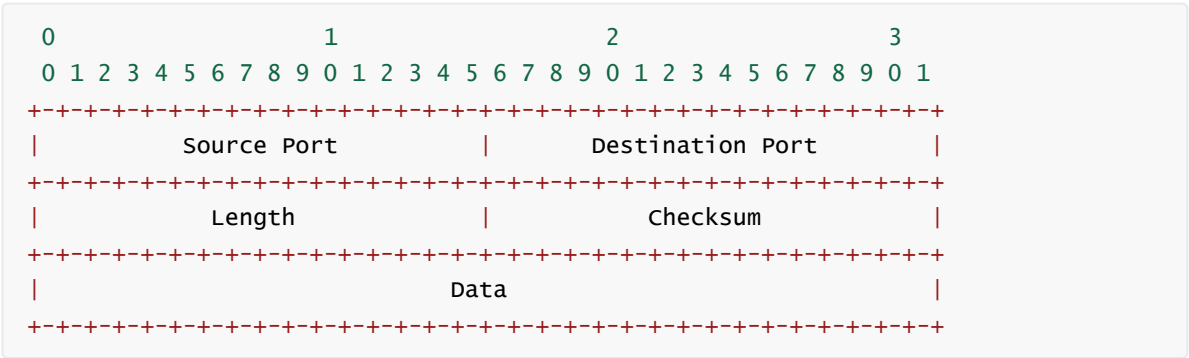 0                   1                   2                   3
 0 1 2 3 4 5 6 7 8 9 0 1 2 3 4 5 6 7 8 9 0 1 2 3 4 5 6 7 8 9 0 1
+-+-+-+-+-+-+-+-+-+-+-+-+-+-+-+-+-+-+-+-+-+-+-+-+-+-+-+-+-+-+-+-+
|          Source Port          |       Destination Port        |
+-+-+-+-+-+-+-+-+-+-+-+-+-+-+-+-+-+-+-+-+-+-+-+-+-+-+-+-+-+-+-+-+
|            Length             |           Checksum            |
+-+-+-+-+-+-+-+-+-+-+-+-+-+-+-+-+-+-+-+-+-+-+-+-+-+-+-+-+-+-+-+-+
|                             Data                              |
+-+-+-+-+-+-+-+-+-+-+-+-+-+-+-+-+-+-+-+-+-+-+-+-+-+-+-+-+-+-+-+-+